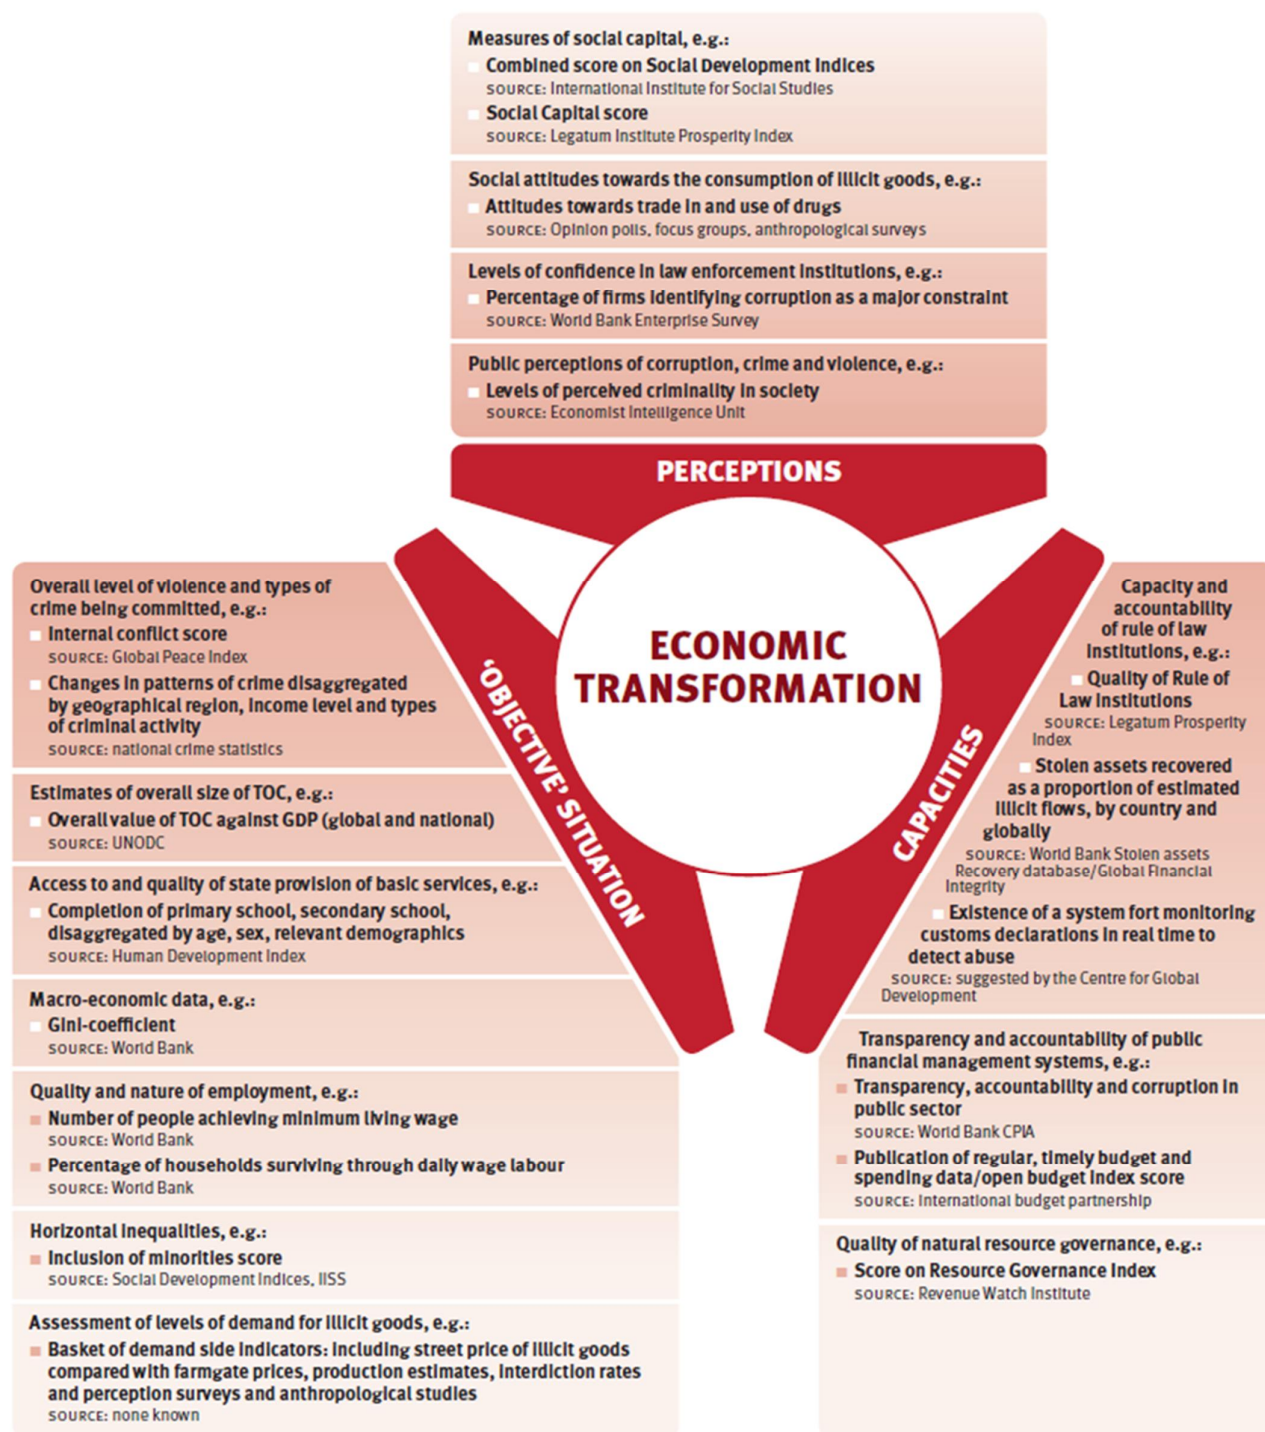 Measures of social capital, e.g.:
Combined score on Social Development Indices
SOURCE: International Institute for Social Studies
Social Capital score
SOURCE: Legatum Institute Prosperity Index
Social attitudes towards the consumption of illicit goods, e.g.:
Attitudes towards trade in and use of drugs
SOURCE: Opinion polls, focus groups, anthropological surveys
Levels of confidence in law enforcement institutions, e.g.:
Percentage of firms identifying corruption as a major constraint
SOURCE: World Bank Enterprise Survey
Public perceptions of corruption, crime and violence, e.g.:
Levels of perceived criminality in society
SOURCE: Economist Intelligence Unit
PERCEPTIONS
ECONOMIC
TRANSFORMATION
'OBJECTIVE' SITUATION
CAPACITIES
Overall level of violence and types of
crime being committed, e.g.:
Internal conflict score
SOURCE: Global Peace Index
Changes in patterns of crime disaggregated
by geographical region, income level and types
of criminal activity
SOURCE: national crime statistics
Estimates of overall size of TOC, e.g.:
Overall value of TOC against GDP (global and national)
SOURCE: UNODC
Access to and quality of state provision of basic services, e.g.:
Completion of primary school, secondary school,
disaggregated by age, sex, relevant demographics
SOURCE: Human Development Index
Macro-economic data, e.g.:
Gini-coefficient
SOURCE: World Bank
Quality and nature of employment, e.g.:
Number of people achieving minimum living wage
SOURCE: World Bank
Percentage of households surviving through daily wage labour
SOURCE: World Bank
Horizontal inequalities, e.g.:
Inclusion of minorities score
SOURCE: Social Development Indices, IISS
Assessment of levels of demand for illicit goods, e.g.:
Basket of demand side indicators: including street price of illicit goods
compared with farmgate prices, production estimates, interdiction rates
and perception surveys and anthropological studies
SOURCE: none known
Capacity and
accountability
of rule of law
institutions, e.g.:
Quality of Rule of
Law institutions
SOURCE: Legatum Prosperity
Index
Stolen assets recovered
as a proportion of estimated
illicit flows, by country and
globally
SOURCE: World Bank Stolen assets
Recovery database/Global Financial
Integrity
Existence of a system fort monitoring
customs declarations in real time to
detect abuse
SOURCE: suggested by the Centre for Global
Development
Transparency and accountability of public
financial management systems, e.g.:
Transparency, accountability and corruption in
public sector
SOURCE: World Bank CPIA
Publication of regular, timely budget and
spending data/open budget index score
SOURCE: International budget partnership
Quality of natural resource governance, e.g.:
Score on Resource Governance Index
SOURCE: Revenue Watch Institute